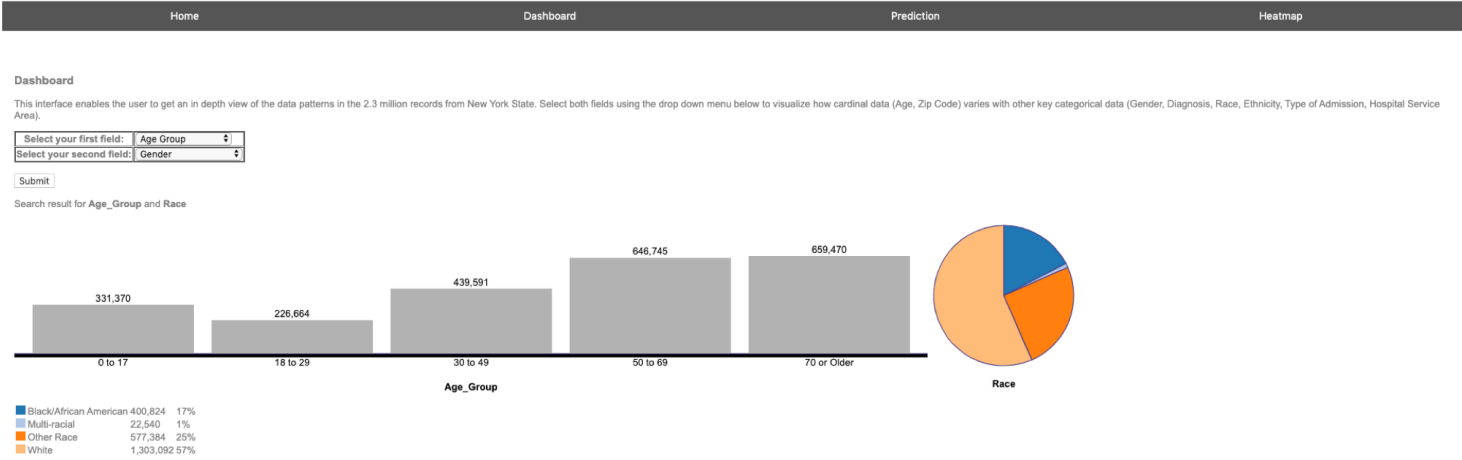 Home Dashboard Prediction Heatmap
Dashboard
This interface enables the user to get an in depth view of the data patterns in the 2.3 million records from New York State. Select both fields using the drop down menu below to visualize how cardinal data (Age, Zip Code) varies with other key categorical data (Gender, Diagnosis, Race, Ethnicity, Type of Admission, Hospital Service
Area).
Select your first field: Age Group
Select your second field: Gender
Submit
Search result for Age_Group and Race
331,370 226,664 439,591 646,745 659,470
0 to 17 18 to 29 30 to 49 50 to 69 70 or Older
Age_Group
Race
Black/African American 400,824 17%
Multi-racial 22,540 1%
Other Race 577,384 25%
White 1,303,092 57%